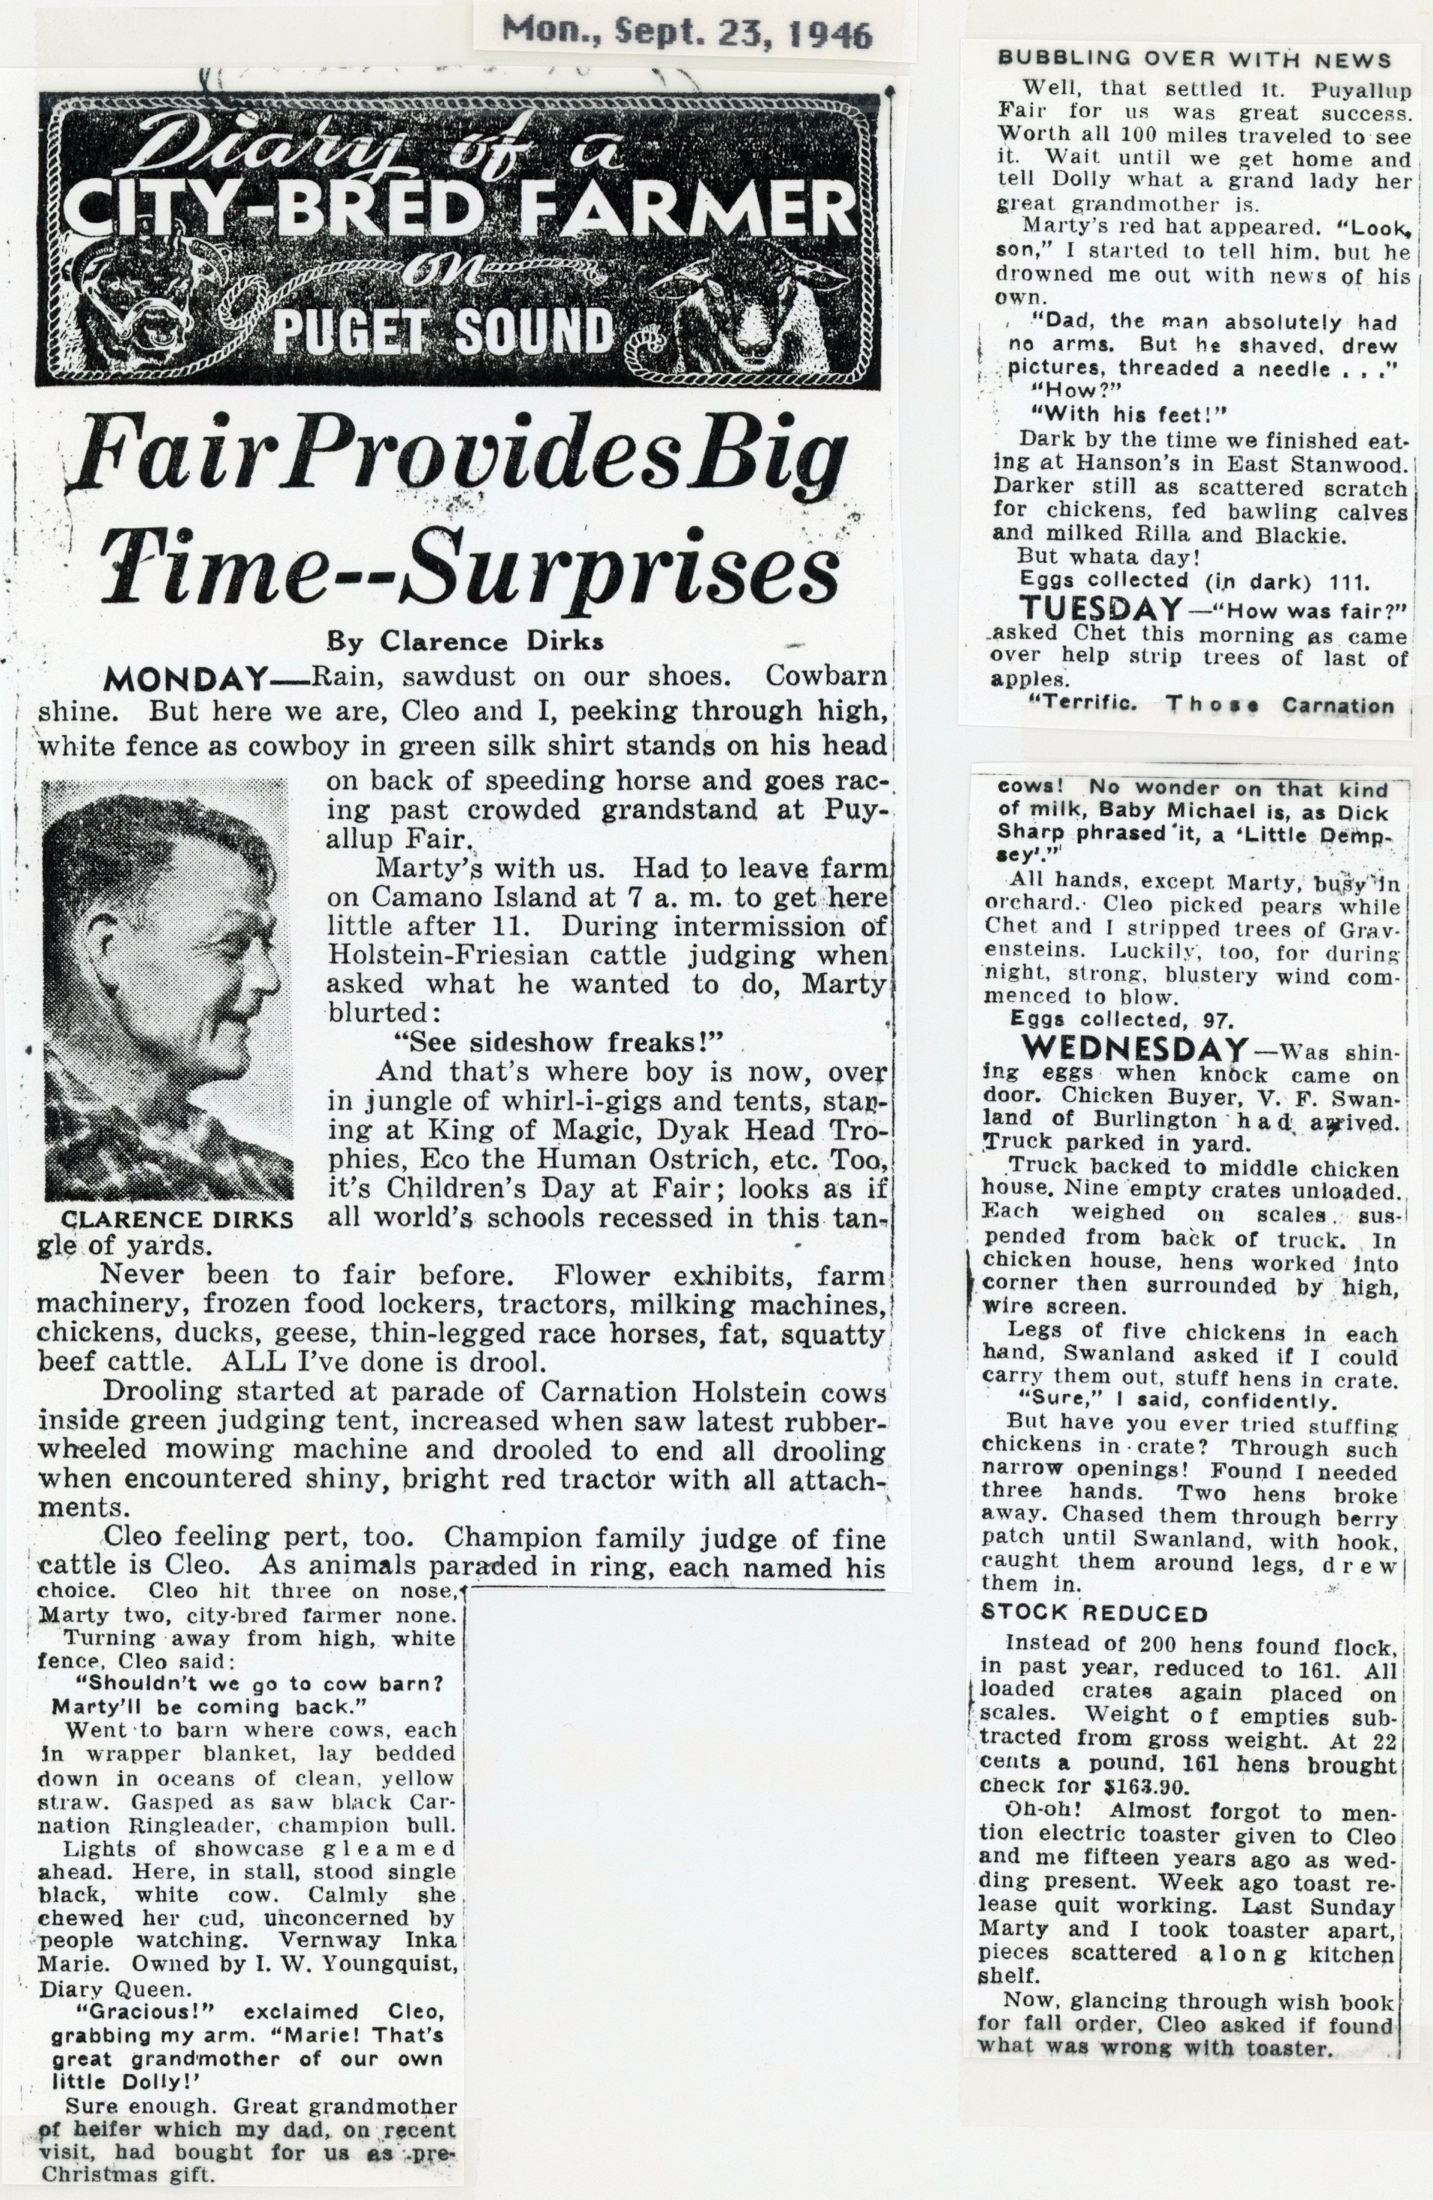 Mon., Sept. 23, 1946
Diary of a
CITY-BRED FARMER
on
PUGET SOUND
Fair Provides Big
Time--Surprises
By Clarence Dirks
MONDAY—Rain, sawdust on our shoes. Cowbarn
shine. But here we are, Cleo and I, peeking through high,
white fence as cowboy in green silk shirt stands on his head
on back of speeding horse and goes rac-
ing past crowded grandstand at Puy-
allup Fair.
Marty's with us. Had to leave farm
on Camano Island at 7 a. m. to get here
little after 11. During intermission of
Holstein-Friesian cattle judging when
asked what he wanted to do, Marty
blurted:
"See sideshow freaks!"
And that's where boy is now, over
in jungle of whirl-i-gigs and tents, star-
ing at King of Magic, Dyak Head Tro-
phies, Eco the Human Ostrich, etc. Too,
it's Children's Day at Fair; looks as if
CLARENCE DIRKS
all world's schools recessed in this tan-
gle of yards.
Never been to fair before. Flower exhibits, farm
machinery, frozen food lockers, tractors, milking machines,
chickens, ducks, geese, thin-legged race horses, fat, squatty
beef cattle. ALL I've done is drool.
Drooling started at parade of Carnation Holstein cows
inside green judging tent, increased when saw latest rubber-
wheeled mowing machine and drooled to end all drooling
when encountered shiny, bright red tractor with all attach-
ments.
Cleo feeling pert, too. Champion family judge of fine
cattle is Cleo. As animals paraded in ring, each named his
choice. Cleo hit three on nose,
Marty two, city-bred farmer none.
Turning away from high, white
fence, Cleo said:
"Shouldn't we go to cow barn?
Marty'll be coming back."
Went to barn where cows, each
in wrapper blanket, lay bedded
down in oceans of clean, yellow
straw. Gasped as saw black Car-
nation Ringleader, champion bull.
Lights of showcase gleamed
ahead. Here, in stall, stood single
black, white cow. Calmly she
chewed her cud, unconcerned by
people watching. Vernway Inka
Marie. Owned by I. W. Youngquist,
Diary Queen.
"Gracious!" exclaimed Cleo,
grabbing my arm. "Marie! That's
great grandmother of our own
little Dolly!'
Sure enough. Great grandmother
of heifer which my dad, on recent
visit, had bought for us as pre-
Christmas gift.
BUBBLING OVER WITH NEWS
Well, that settled it. Puyallup
Fair for us was great success.
Worth all 100 miles traveled to see
it. Wait until we get home and
tell Dolly what a grand lady her
great grandmother is.
Marty's red hat appeared. "Look,
son," I started to tell him, but he
drowned me out with news of his
own.
"Dad, the man absolutely had
no arms. But he shaved, drew
pictures, threaded a needle . . ."
"How?"
"With his feet!"
Dark by the time we finished eat-
ing at Hanson's in East Stanwood.
Darker still as scattered scratch
for chickens, fed bawling calves
and milked Rilla and Blackie.
But whata day!
Eggs collected (in dark) 111.
TUESDAY—"How was fair?"
asked Chet this morning as came
over help strip trees of last of
apples.
"Terrific. Those Carnation
cows! No wonder on that kind
of milk, Baby Michael is, as Dick
Sharp phrased it, a 'Little Demp-
sey'."
All hands, except Marty, busy in
orchard. Cleo picked pears while
Chet and I stripped trees of Grav-
ensteins. Luckily, too, for during
night, strong, blustery wind com-
menced to blow.
Eggs collected, 97.
WEDNESDAY—Was shin-
ing eggs when knock came on
door. Chicken Buyer, V. F. Swan-
land of Burlington had arrived.
Truck parked in yard.
Truck backed to middle chicken
house. Nine empty crates unloaded.
Each weighed on scales sus-
pended from back of truck. In
chicken house, hens worked into
corner then surrounded by high,
wire screen.
Legs of five chickens in each
hand, Swanland asked if I could
carry them out, stuff hens in crate.
"Sure," I said, confidently.
But have you ever tried stuffing
chickens in crate? Through such
narrow openings! Found I needed
three hands. Two hens broke
away. Chased them through berry
patch until Swanland, with hook,
caught them around legs, drew
them in.
STOCK REDUCED
Instead of 200 hens found flock,
in past year, reduced to 161. All
loaded crates again placed on
scales. Weight of empties sub-
tracted from gross weight. At 22
cents a pound, 161 hens brought
check for $163.90.
Oh-oh! Almost forgot to men-
tion electric toaster given to Cleo
and me fifteen years ago as wed-
ding present. Week ago toast re-
lease quit working. Last Sunday
Marty and I took toaster apart,
pieces scattered along kitchen
shelf.
Now, glancing through wish book
for fall order, Cleo asked if found
what was wrong with toaster.